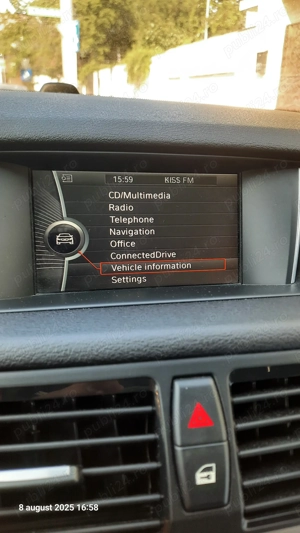 15:59 KISS FM
CD/Multimedia
Radio
Telephone
Navigation
Office
ConnectedDrive
Vehicle information
Settings
8 august 2025 16:58